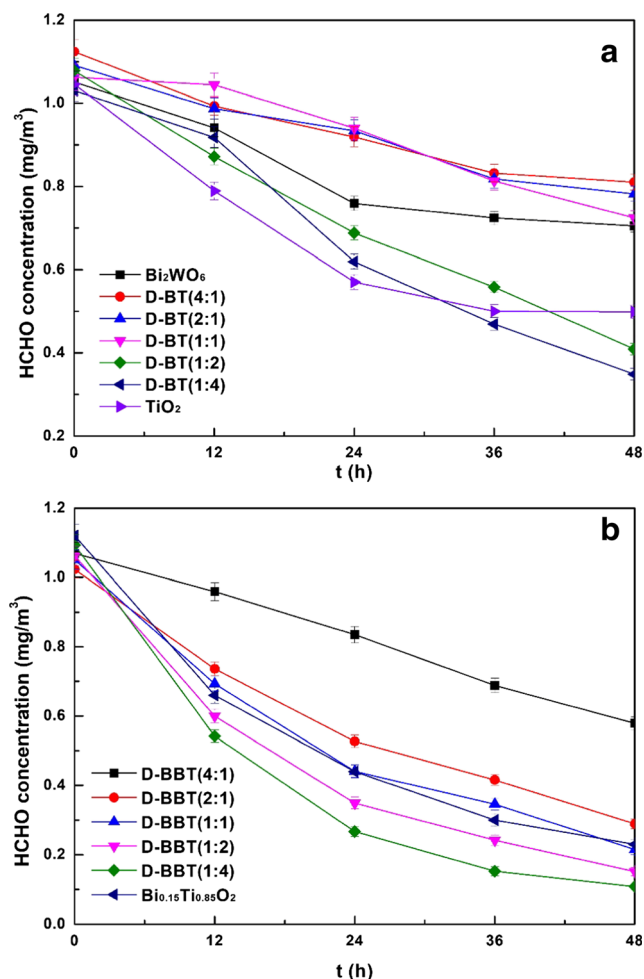 a
HCHO concentration (mg/m³)
1.2
1.0
0.8
0.6
0.4
0.2
Bi₂WO₆
D-BT(4:1)
D-BT(2:1)
D-BT(1:1)
D-BT(1:2)
D-BT(1:4)
TiO₂
0 12 24 36 48
t (h)
b
HCHO concentration (mg/m³)
1.2
1.0
0.8
0.6
0.4
0.2
0.0
D-BBT(4:1)
D-BBT(2:1)
D-BBT(1:1)
D-BBT(1:2)
D-BBT(1:4)
Bi₀.₁₅Ti₀.₈₅O₂
0 12 24 36 48
t (h)